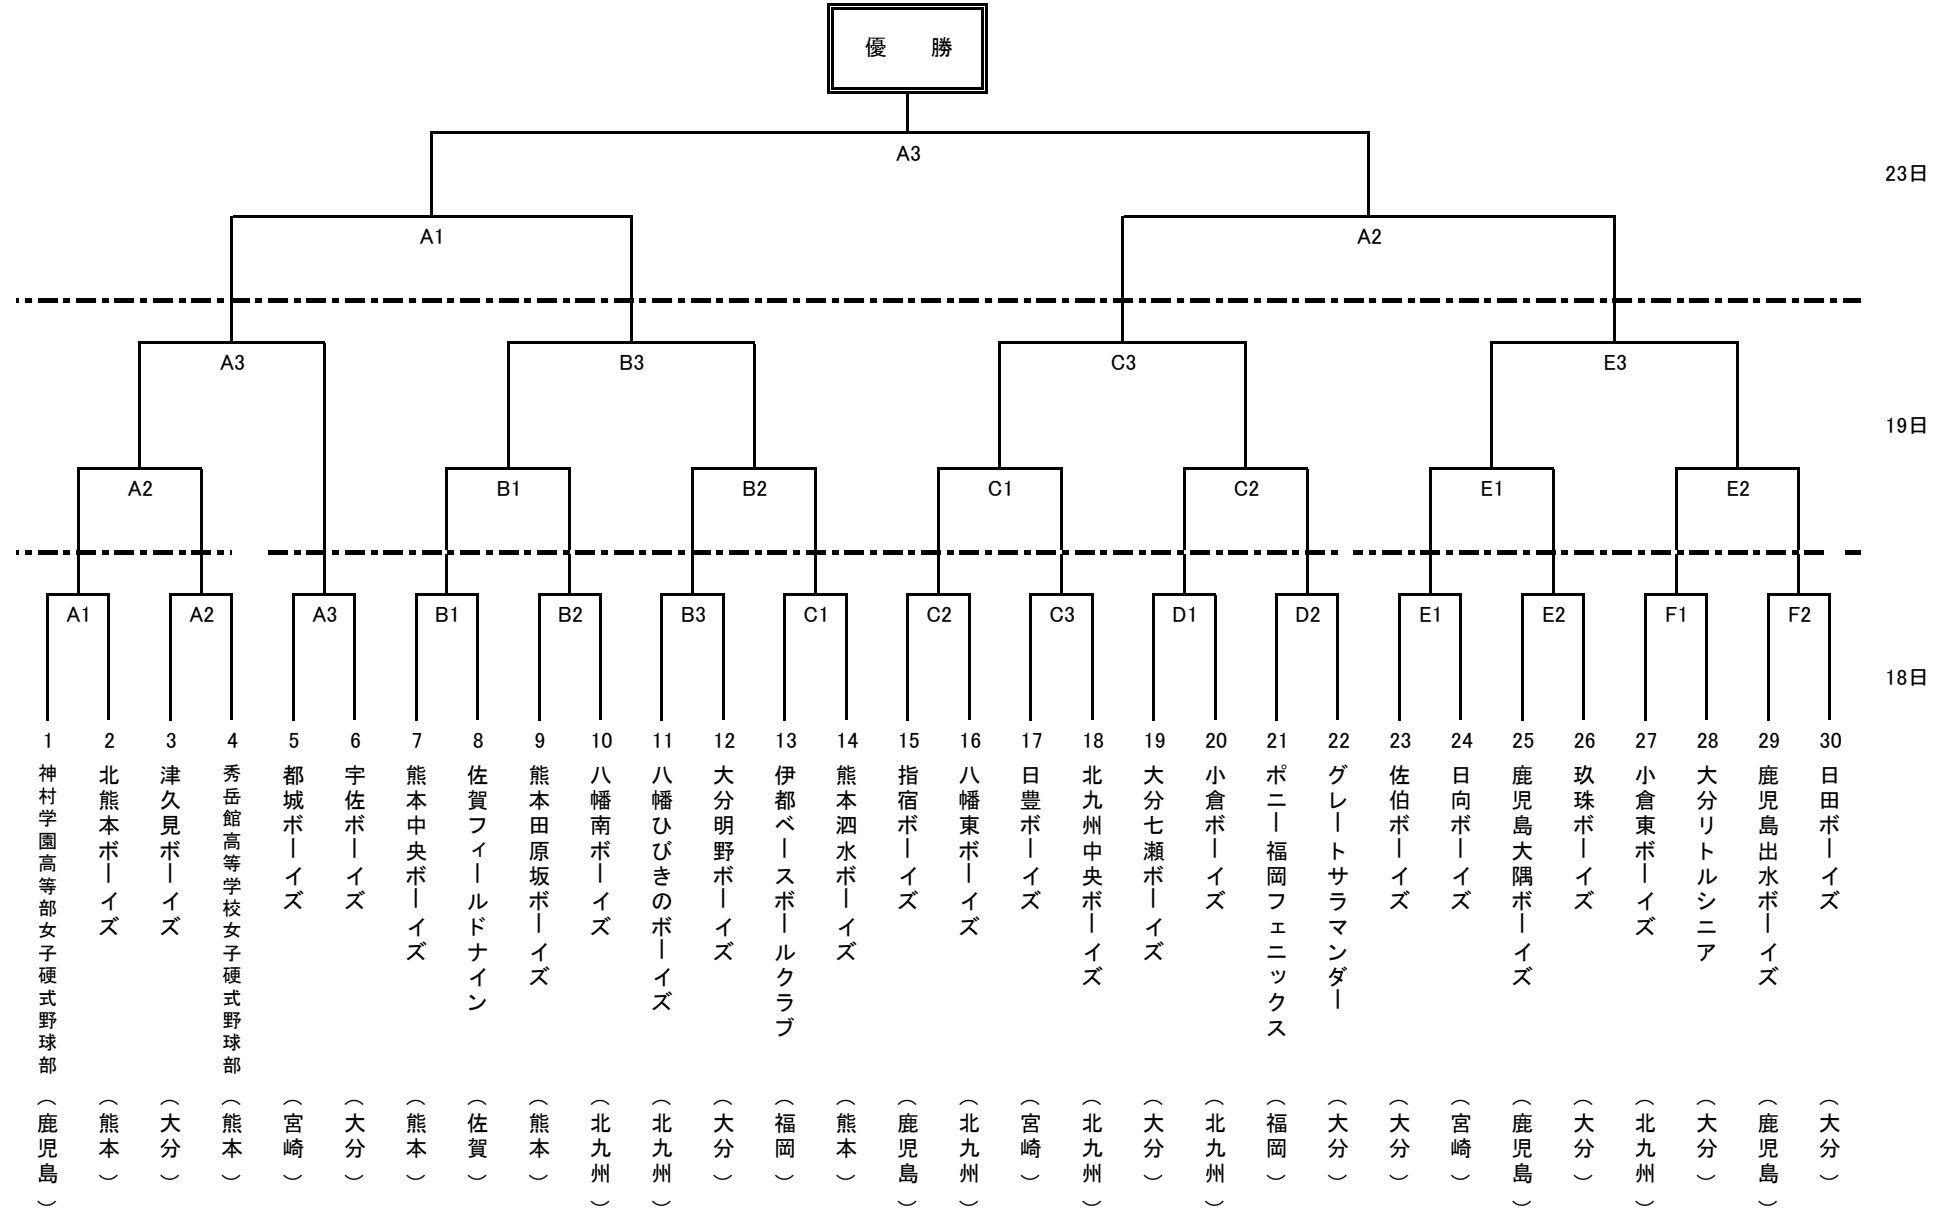 優　勝
A3
23日
A1
A2
A3
B3
C3
E3
19日
A2
B1
B2
C1
C2
E1
E2
A1
A2
A3
B1
B2
B3
C1
C2
C3
D1
D2
E1
E2
F1
F2
18日
1 神村学園高等部女子硬式野球部（鹿児島）
2 北熊本ボーイズ（熊本）
3 津久見ボーイズ（大分）
4 秀岳館高等学校女子硬式野球部（熊本）
5 都城ボーイズ（宮崎）
6 宇佐ボーイズ（大分）
7 熊本中央ボーイズ（熊本）
8 佐賀フィールドナイン（佐賀）
9 熊本田原坂ボーイズ（熊本）
10 八幡南ボーイズ（北九州）
11 八幡ひびきのボーイズ（北九州）
12 大分明野ボーイズ（大分）
13 伊都ベースボールクラブ（福岡）
14 熊本泗水ボーイズ（熊本）
15 指宿ボーイズ（鹿児島）
16 八幡東ボーイズ（北九州）
17 日豊ボーイズ（宮崎）
18 北九州中央ボーイズ（北九州）
19 大分七瀬ボーイズ（大分）
20 小倉ボーイズ（北九州）
21 ポニー福岡フェニックス（福岡）
22 グレートサラマンダー（大分）
23 佐伯ボーイズ（大分）
24 日向ボーイズ（宮崎）
25 鹿児島大隅ボーイズ（鹿児島）
26 玖珠ボーイズ（大分）
27 小倉東ボーイズ（北九州）
28 大分リトルシニア（大分）
29 鹿児島出水ボーイズ（鹿児島）
30 日田ボーイズ（大分）